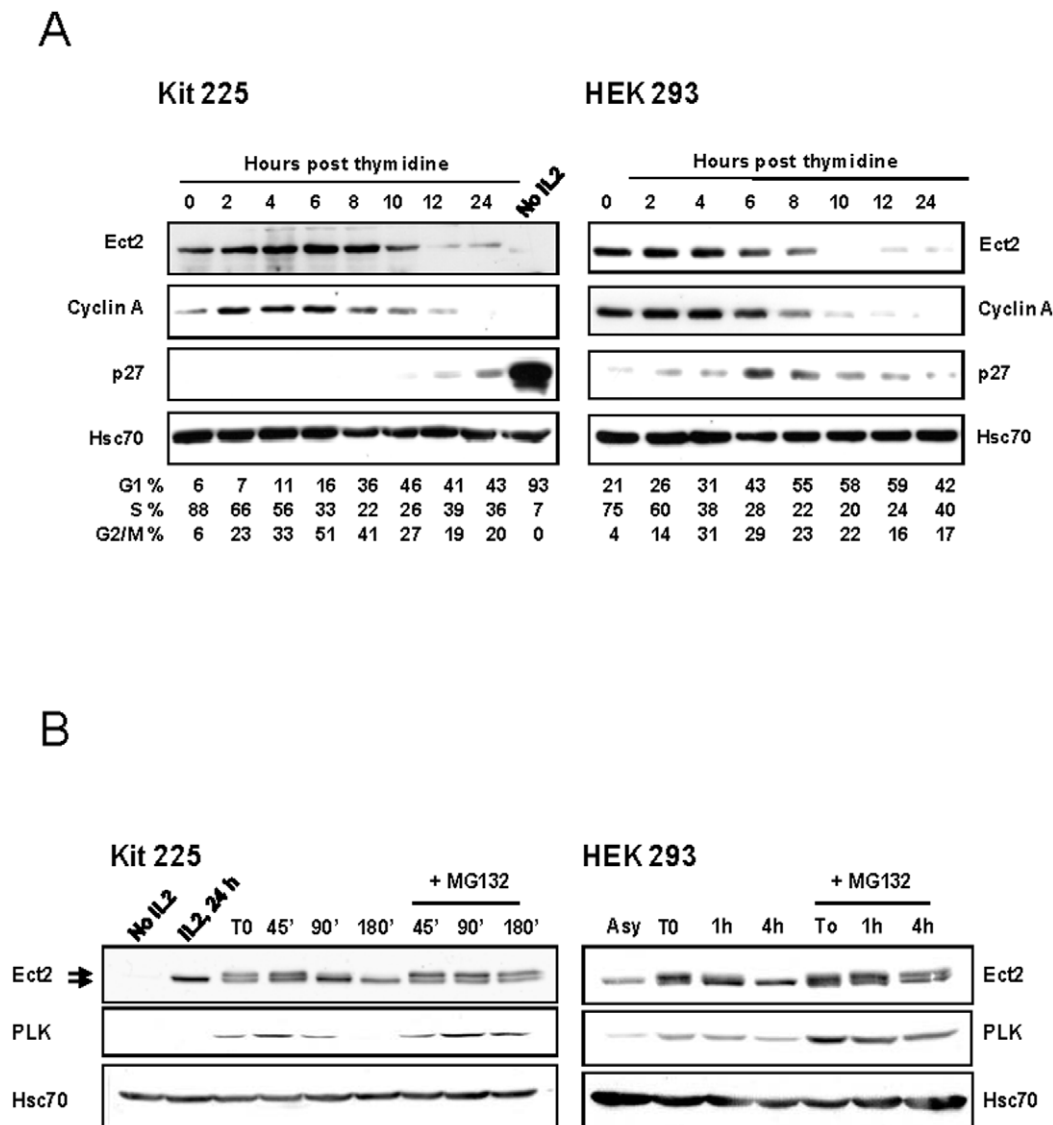 A
Kit 225
HEK 293
Hours post thymidine
Hours post thymidine
0 2 4 6 8 10 12 24 No IL2
0 2 4 6 8 10 12 24
Ect2
Ect2
Cyclin A
Cyclin A
p27
p27
Hsc70
Hsc70
G1 % 6 7 11 16 36 46 41 43 93
21 26 31 43 55 58 59 42
S % 88 66 56 33 22 26 39 36 7
75 60 38 28 22 20 24 40
G2/M % 6 23 33 51 41 27 19 20 0
4 14 31 29 23 22 16 17
B
Kit 225
HEK 293
+ MG132
+ MG132
No IL2 IL2, 24 h T0 45' 90' 180' 45' 90' 180'
Asy T0 1h 4h To 1h 4h
Ect2
Ect2
PLK
PLK
Hsc70
Hsc70